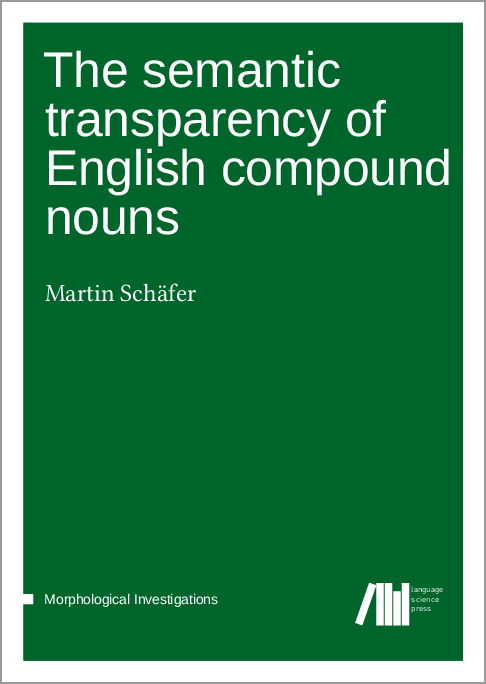 The semantic
transparency of
English compound
nouns
Martin Schäfer
Morphological Investigations
language
science
press